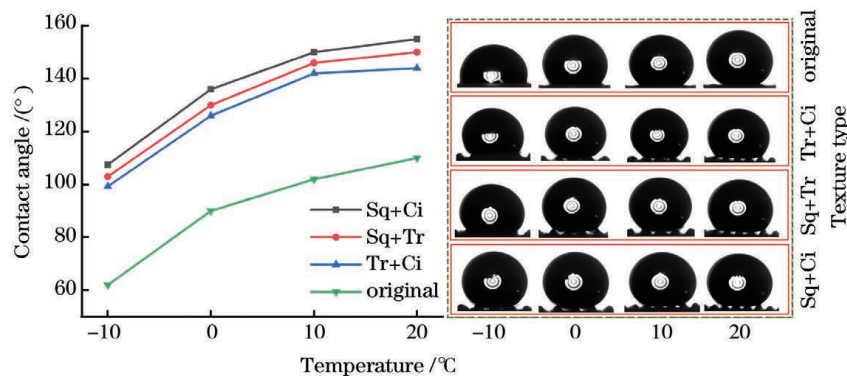 160
140
120
100
80
60
Contact angle /(°)
Sq+Ci
Sq+Tr
Tr+Ci
original
−10
0
10
20
Temperature /℃
original
Tr+Ci
Sq+Tr
Sq+Ci
Texture type
−10
0
10
20